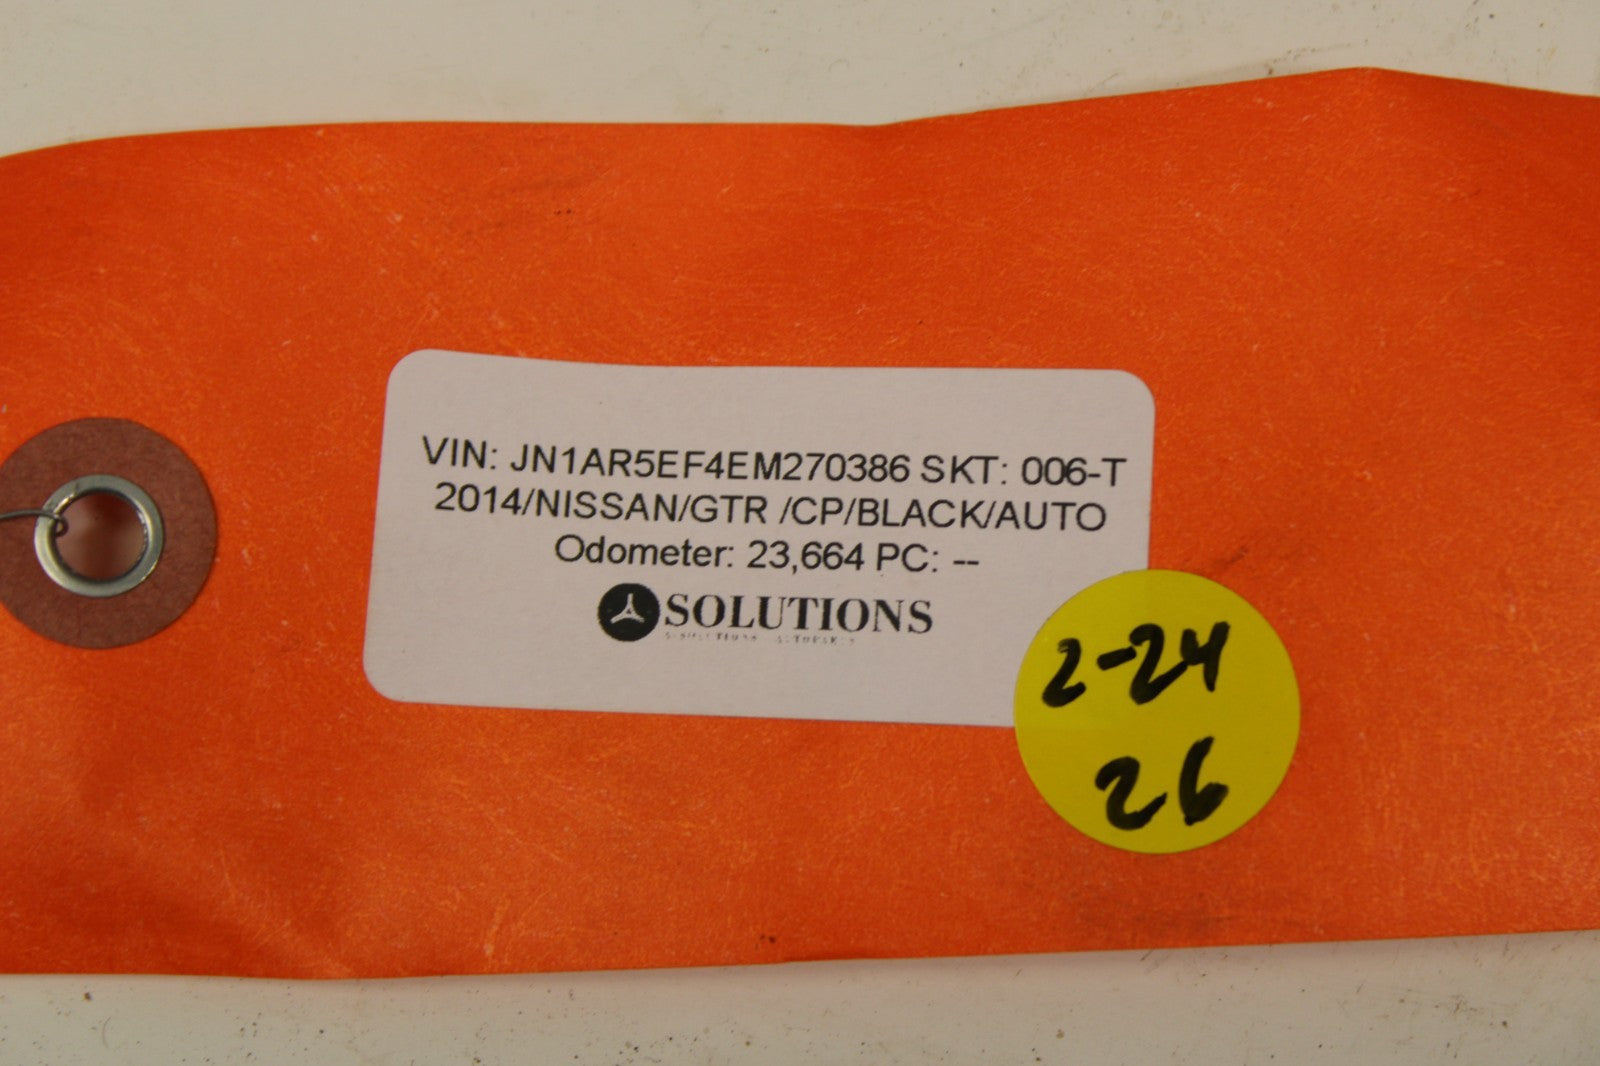 VIN: JN1AR5EF4EM270386 SKT: 006-T
2014/NISSAN/GTR /CP/BLACK/AUTO
Odometer: 23,664 PC: --
SOLUTIONS
2-24
26